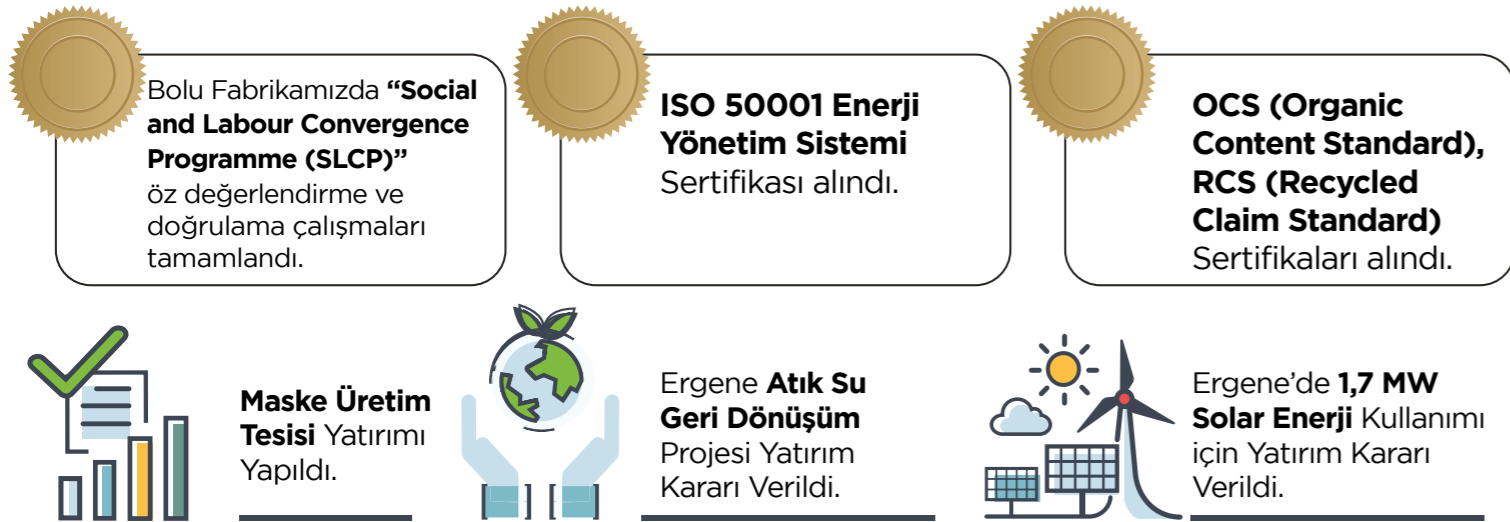 Bolu Fabrikamızda “Social
and Labour Convergence
Programme (SLCP)”
öz değerlendirme ve
doğrulama çalışmaları
tamamlandı.
ISO 50001 Enerji
Yönetim Sistemi
Sertifikası alındı.
OCS (Organic
Content Standard),
RCS (Recycled
Claim Standard)
Sertifikaları alındı.
Maske Üretim
Tesisi Yatırımı
Yapıldı.
Ergene Atık Su
Geri Dönüşüm
Projesi Yatırım
Kararı Verildi.
Ergene’de 1,7 MW
Solar Enerji Kullanımı
için Yatırım Kararı
Verildi.